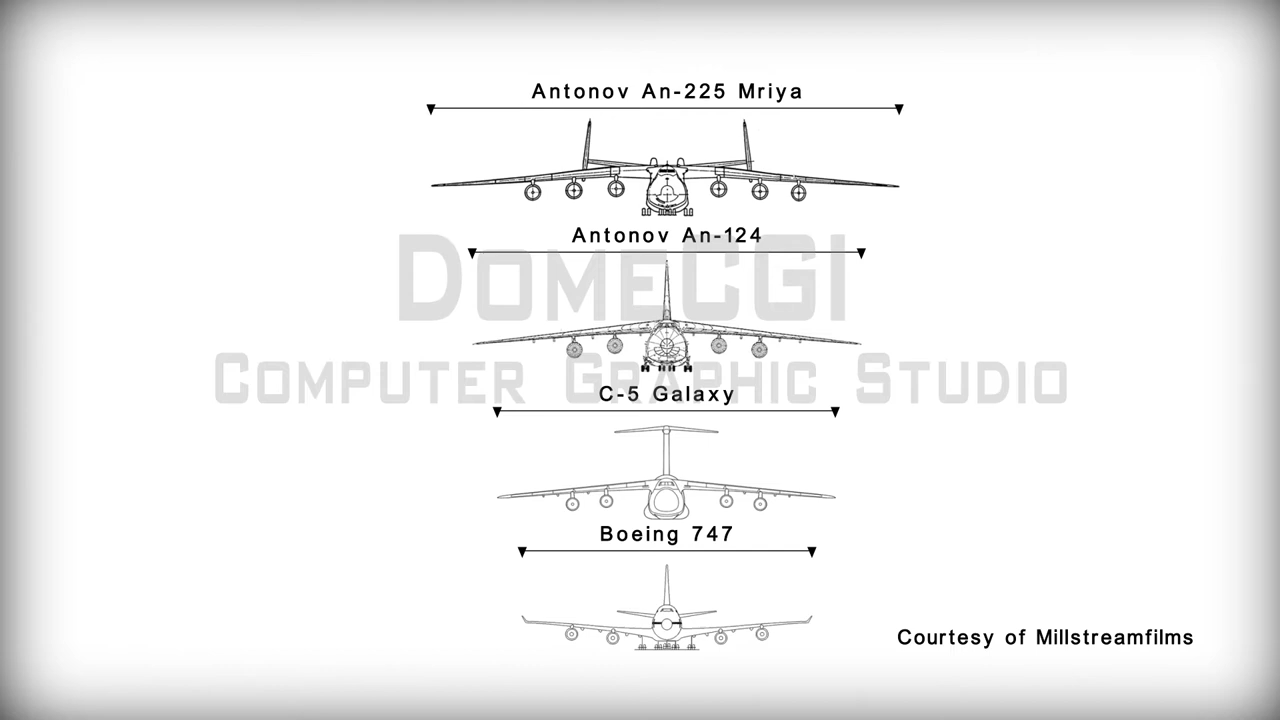 Antonov An-225 Mriya
Antonov An-124
DomeCGI
Computer Graphic Studio
C-5 Galaxy
Boeing 747
Courtesy of Millstreamfilms